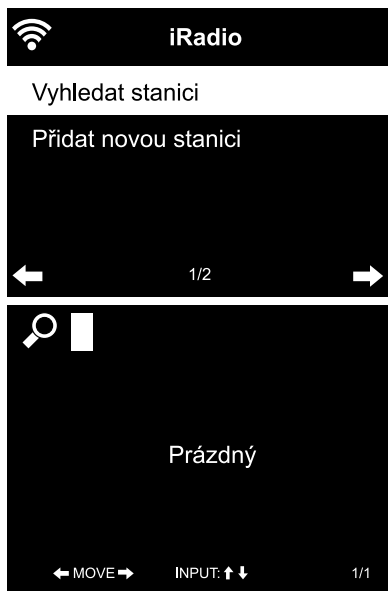 iRadio
Vyhledat stanici
Přidat novou stanici
1/2
Prázdný
MOVE INPUT: 1/1